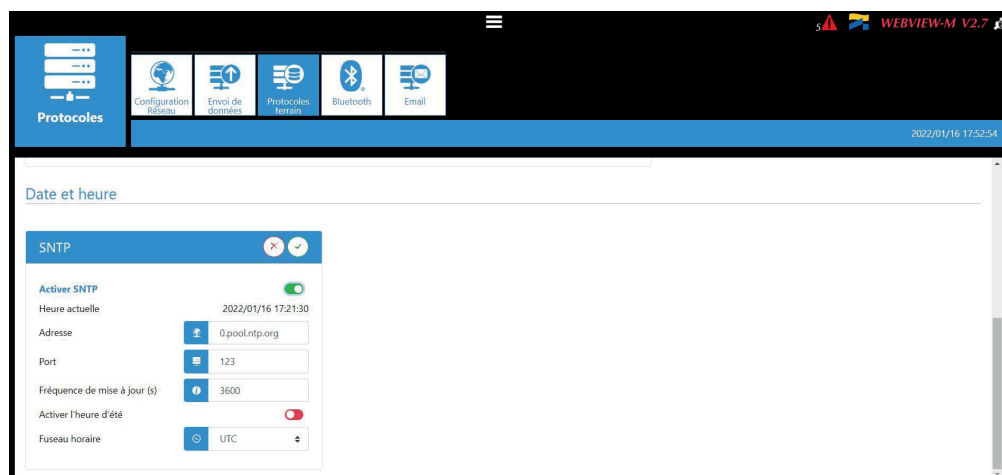 5 WEBVIEW-M V2.7
Protocoles
Configuration Réseau
Envoi de données
Protocoles terrain
Bluetooth
Email
2022/01/16 17:52:54
Date et heure
SNTP
Activer SNTP
Heure actuelle 2022/01/16 17:21:30
Adresse 0.pool.ntp.org
Port 123
Fréquence de mise à jour (s) 3600
Activer l'heure d'été
Fuseau horaire UTC